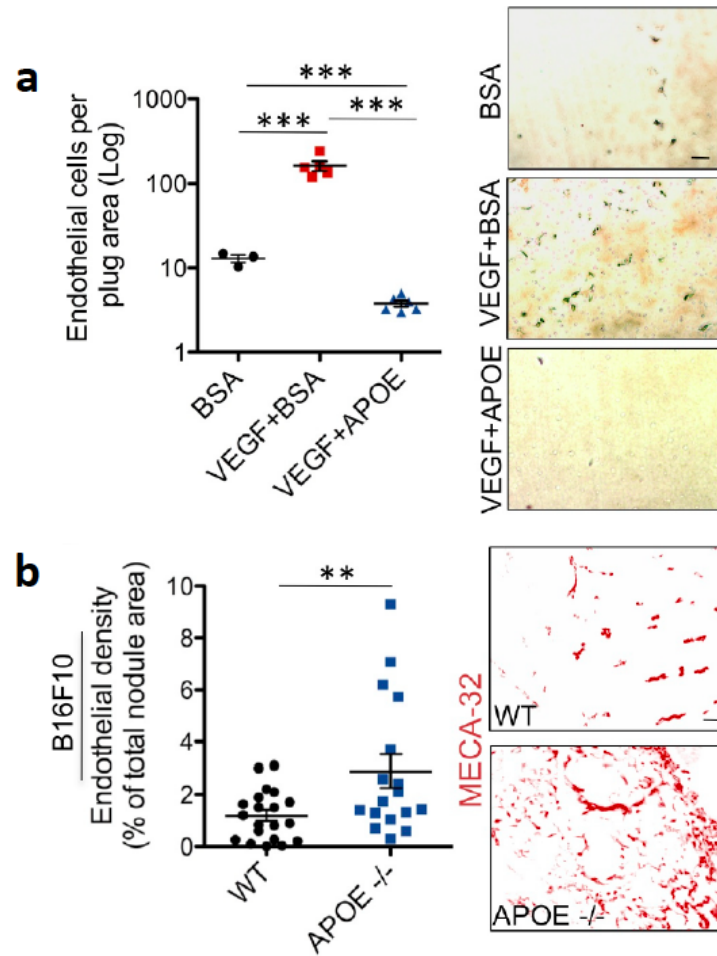 a
Endothelial cells per
plug area (Log)
1000
100
10
1
***
***
***
BSA
VEGF+BSA
VEGF+APOE
BSA
VEGF+BSA
VEGF+APOE
b
B16F10
Endothelial density
(% of total nodule area)
10
8
6
4
2
0
**
WT
APOE -/-
MECA-32
WT
APOE -/-